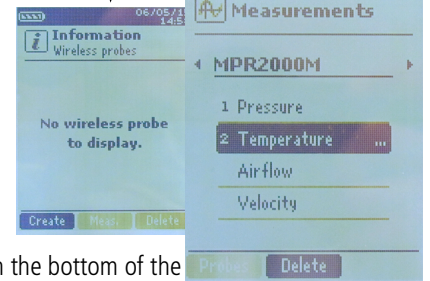 06/05/1
14:5
Information
Wireless probes
No wireless probe
to display.
Create Meas. Delete
Measurements
MPR2000M
1 Pressure
2 Temperature ...
Airflow
Velocity
Probes Delete
the bottom of the